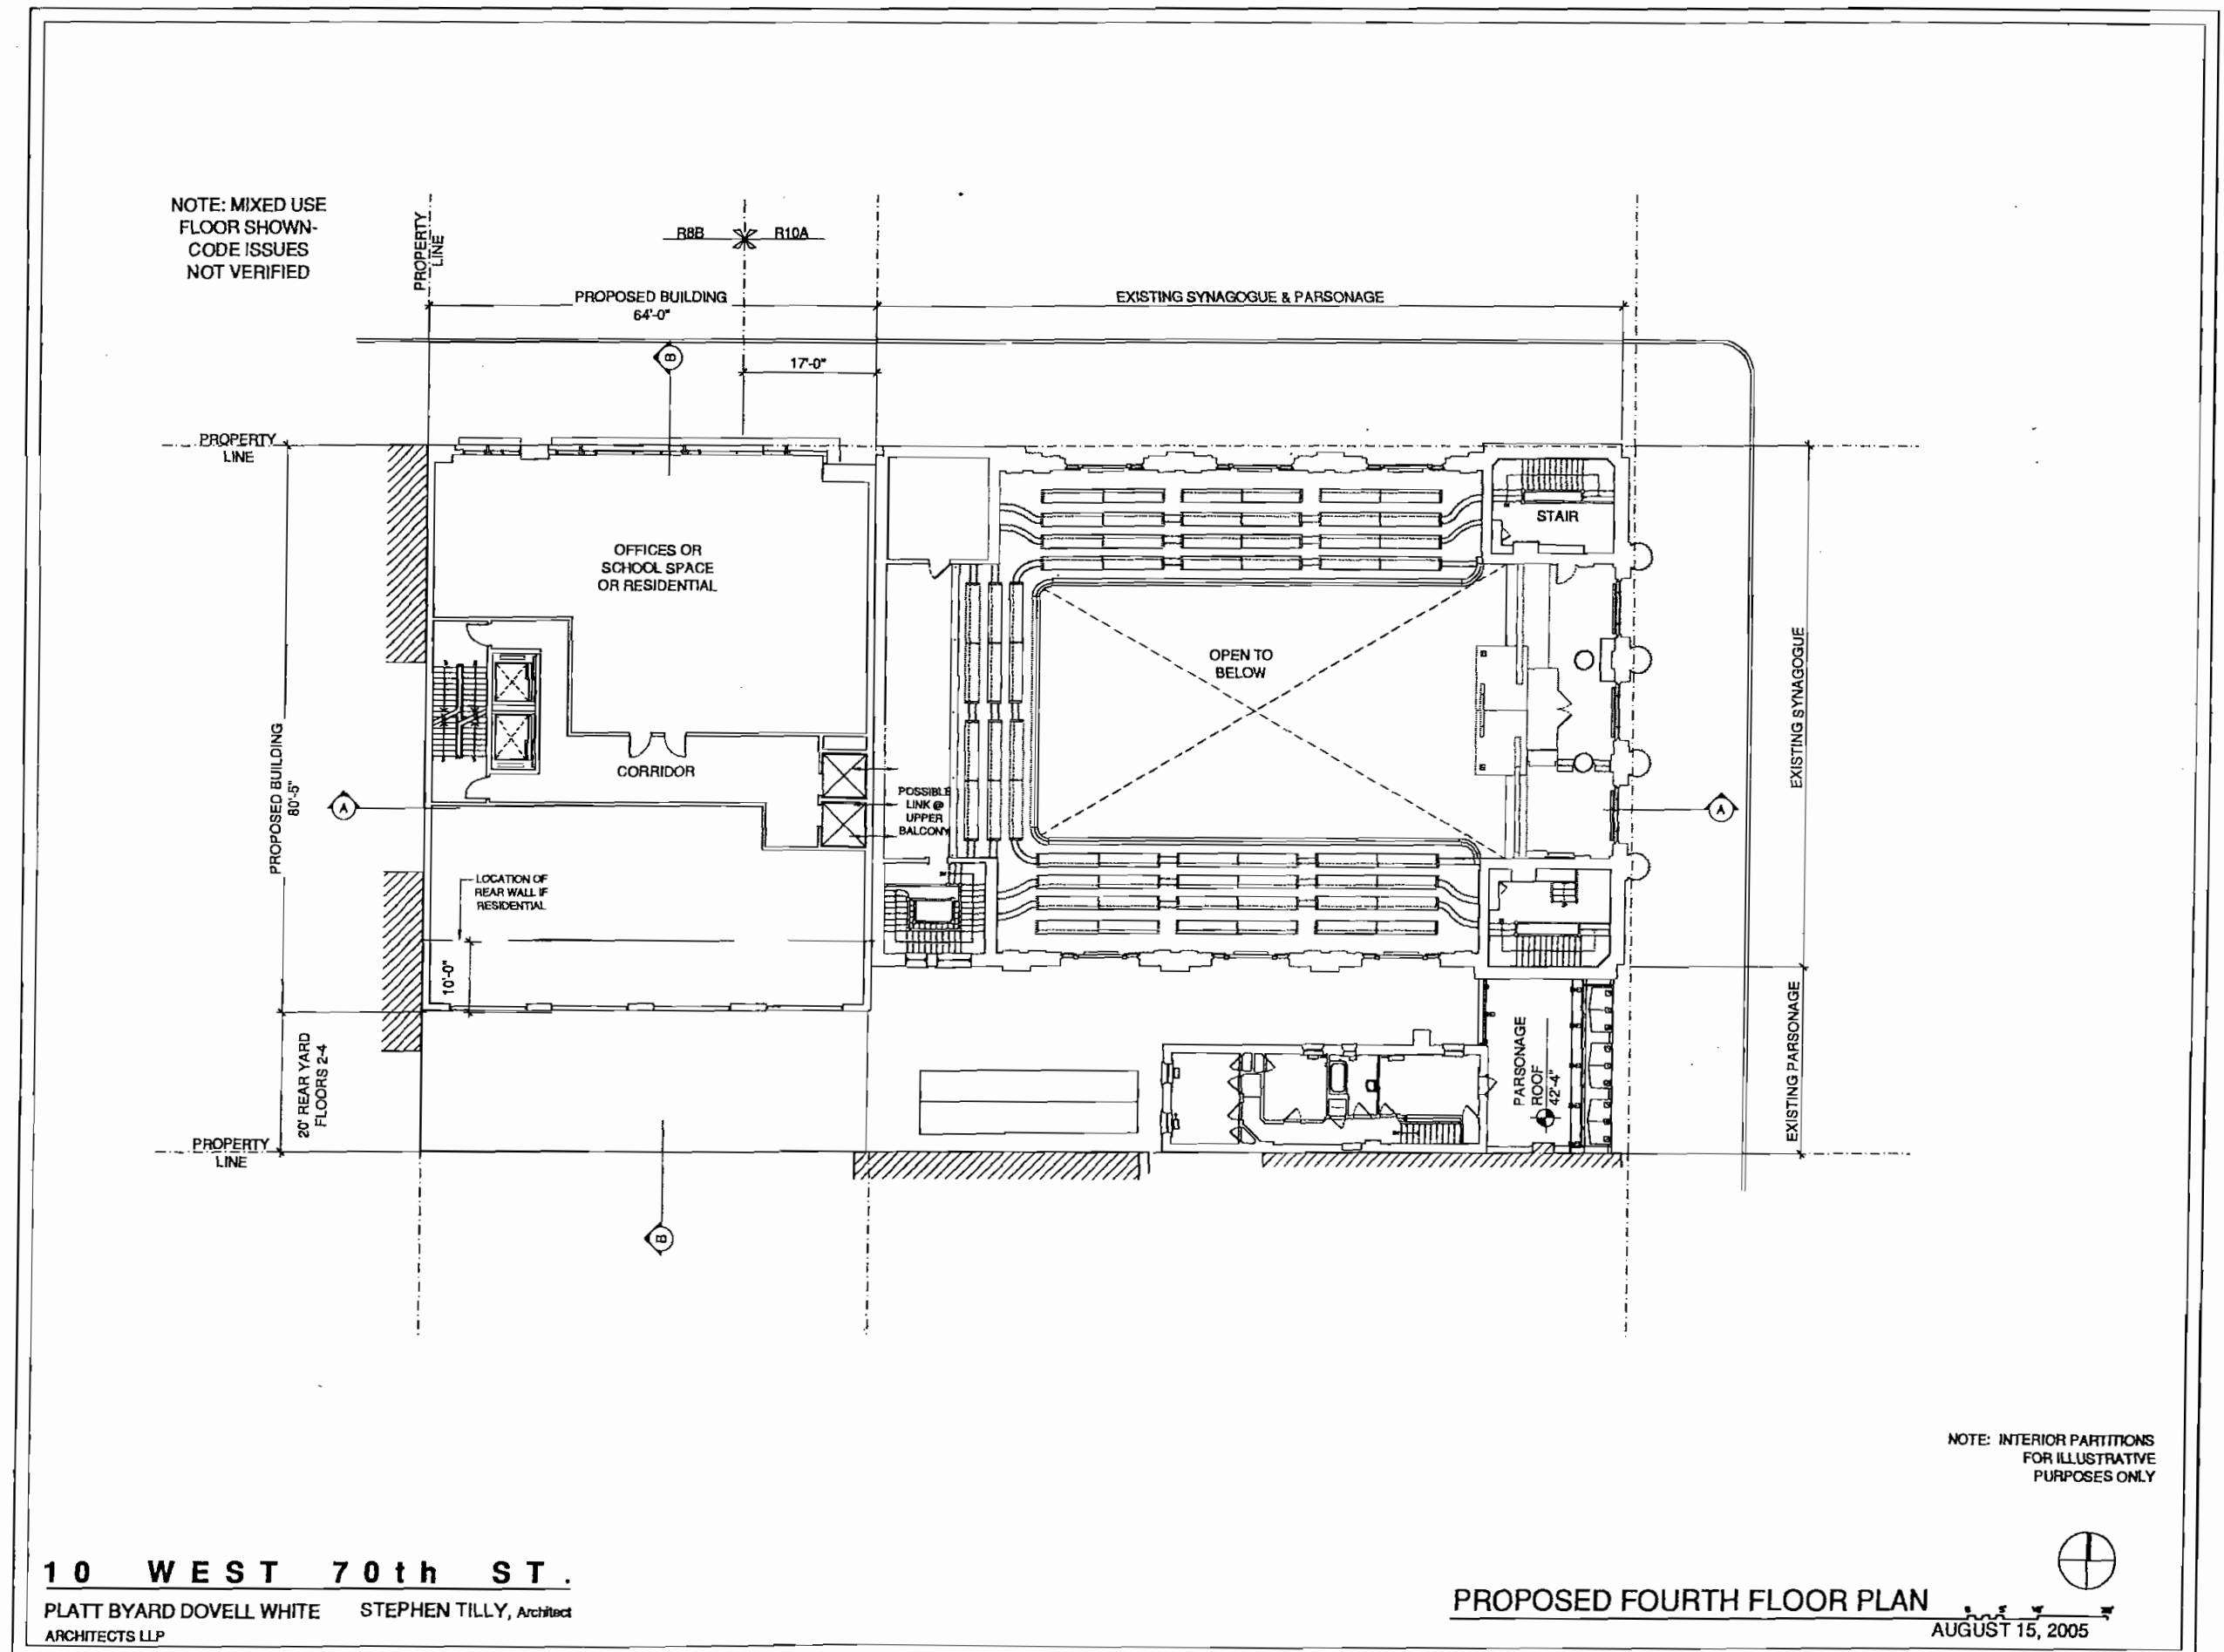 NOTE: MIXED USE
FLOOR SHOWN-
CODE ISSUES
NOT VERIFIED
PROPERTY
LINE
R8B
R10A
PROPOSED BUILDING
64'-0"
EXISTING SYNAGOGUE & PARSONAGE
B
17'-0"
PROPERTY
LINE
STAIR
OFFICES OR
SCHOOL SPACE
OR RESIDENTIAL
OPEN TO
BELOW
EXISTING SYNAGOGUE
PROPOSED BUILDING
80'-5"
CORRIDOR
POSSIBLE
LINK @
UPPER
BALCONY
A
A
LOCATION OF
REAR WALL IF
RESIDENTIAL
10'-0"
20' REAR YARD
FLOORS 2-4
PARSONAGE
ROOF
42'-4"
EXISTING PARSONAGE
PROPERTY
LINE
B
NOTE: INTERIOR PARTITIONS
FOR ILLUSTRATIVE
PURPOSES ONLY
10 WEST 70th ST.
PLATT BYARD DOVELL WHITE STEPHEN TILLY, Architect
ARCHITECTS LLP
PROPOSED FOURTH FLOOR PLAN
AUGUST 15, 2005